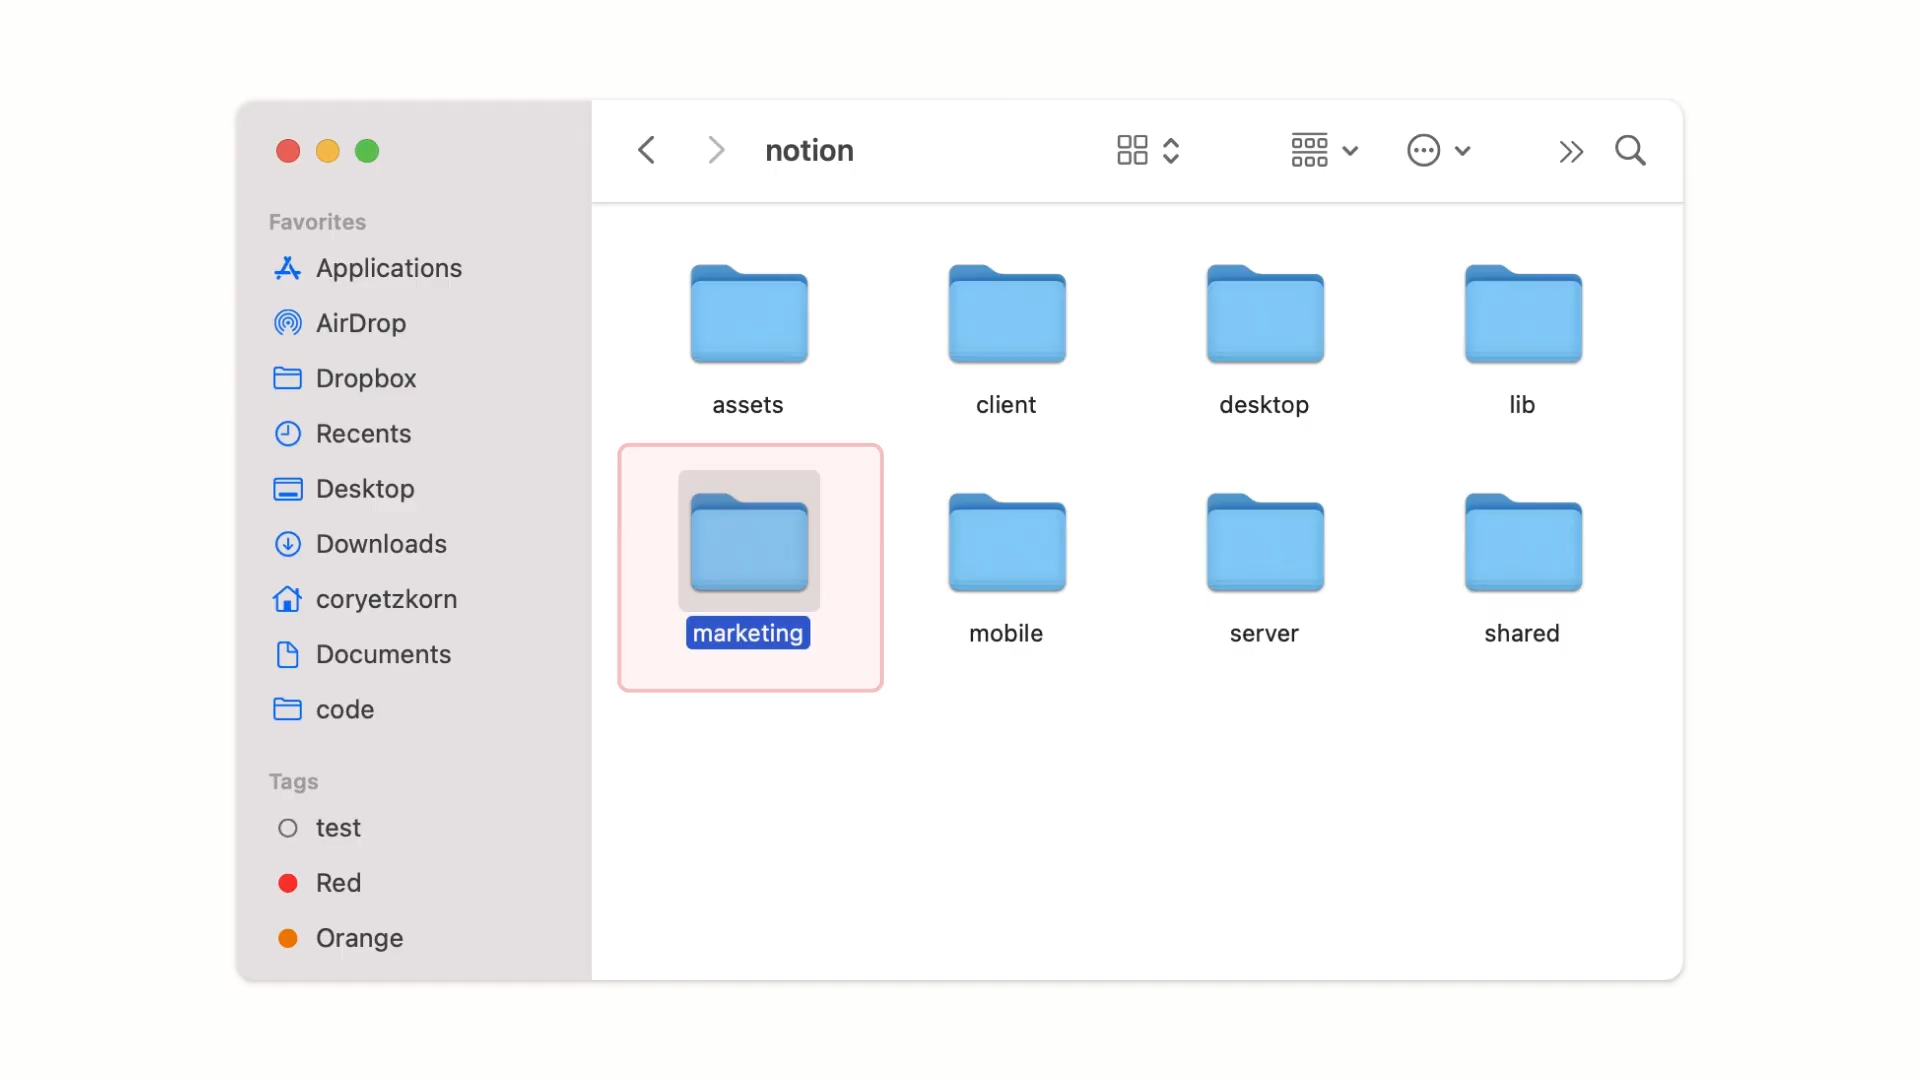 notion
Favorites
Applications
AirDrop
Dropbox
Recents
Desktop
Downloads
coryetzkorn
Documents
code
Tags
test
Red
Orange
assets client desktop lib
marketing mobile server shared